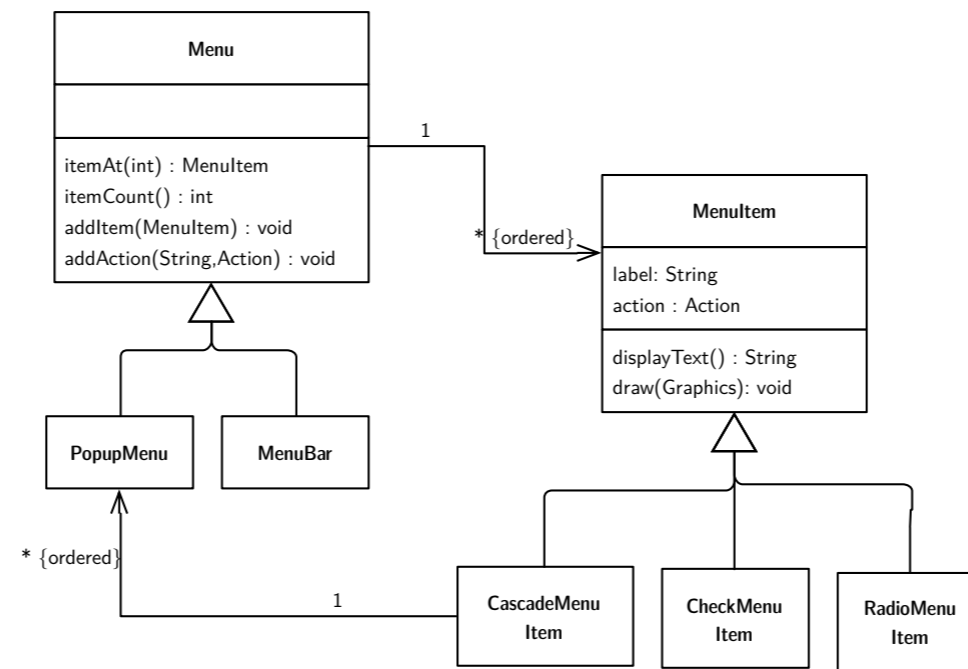 Menu
1
itemAt(int) : MenuItem
itemCount() : int
addItem(MenuItem) : void
addAction(String,Action) : void
MenuItem
* {ordered}
label: String
action : Action
displayText() : String
draw(Graphics): void
PopupMenu
MenuBar
* {ordered}
1
CascadeMenu
Item
CheckMenu
Item
RadioMenu
Item